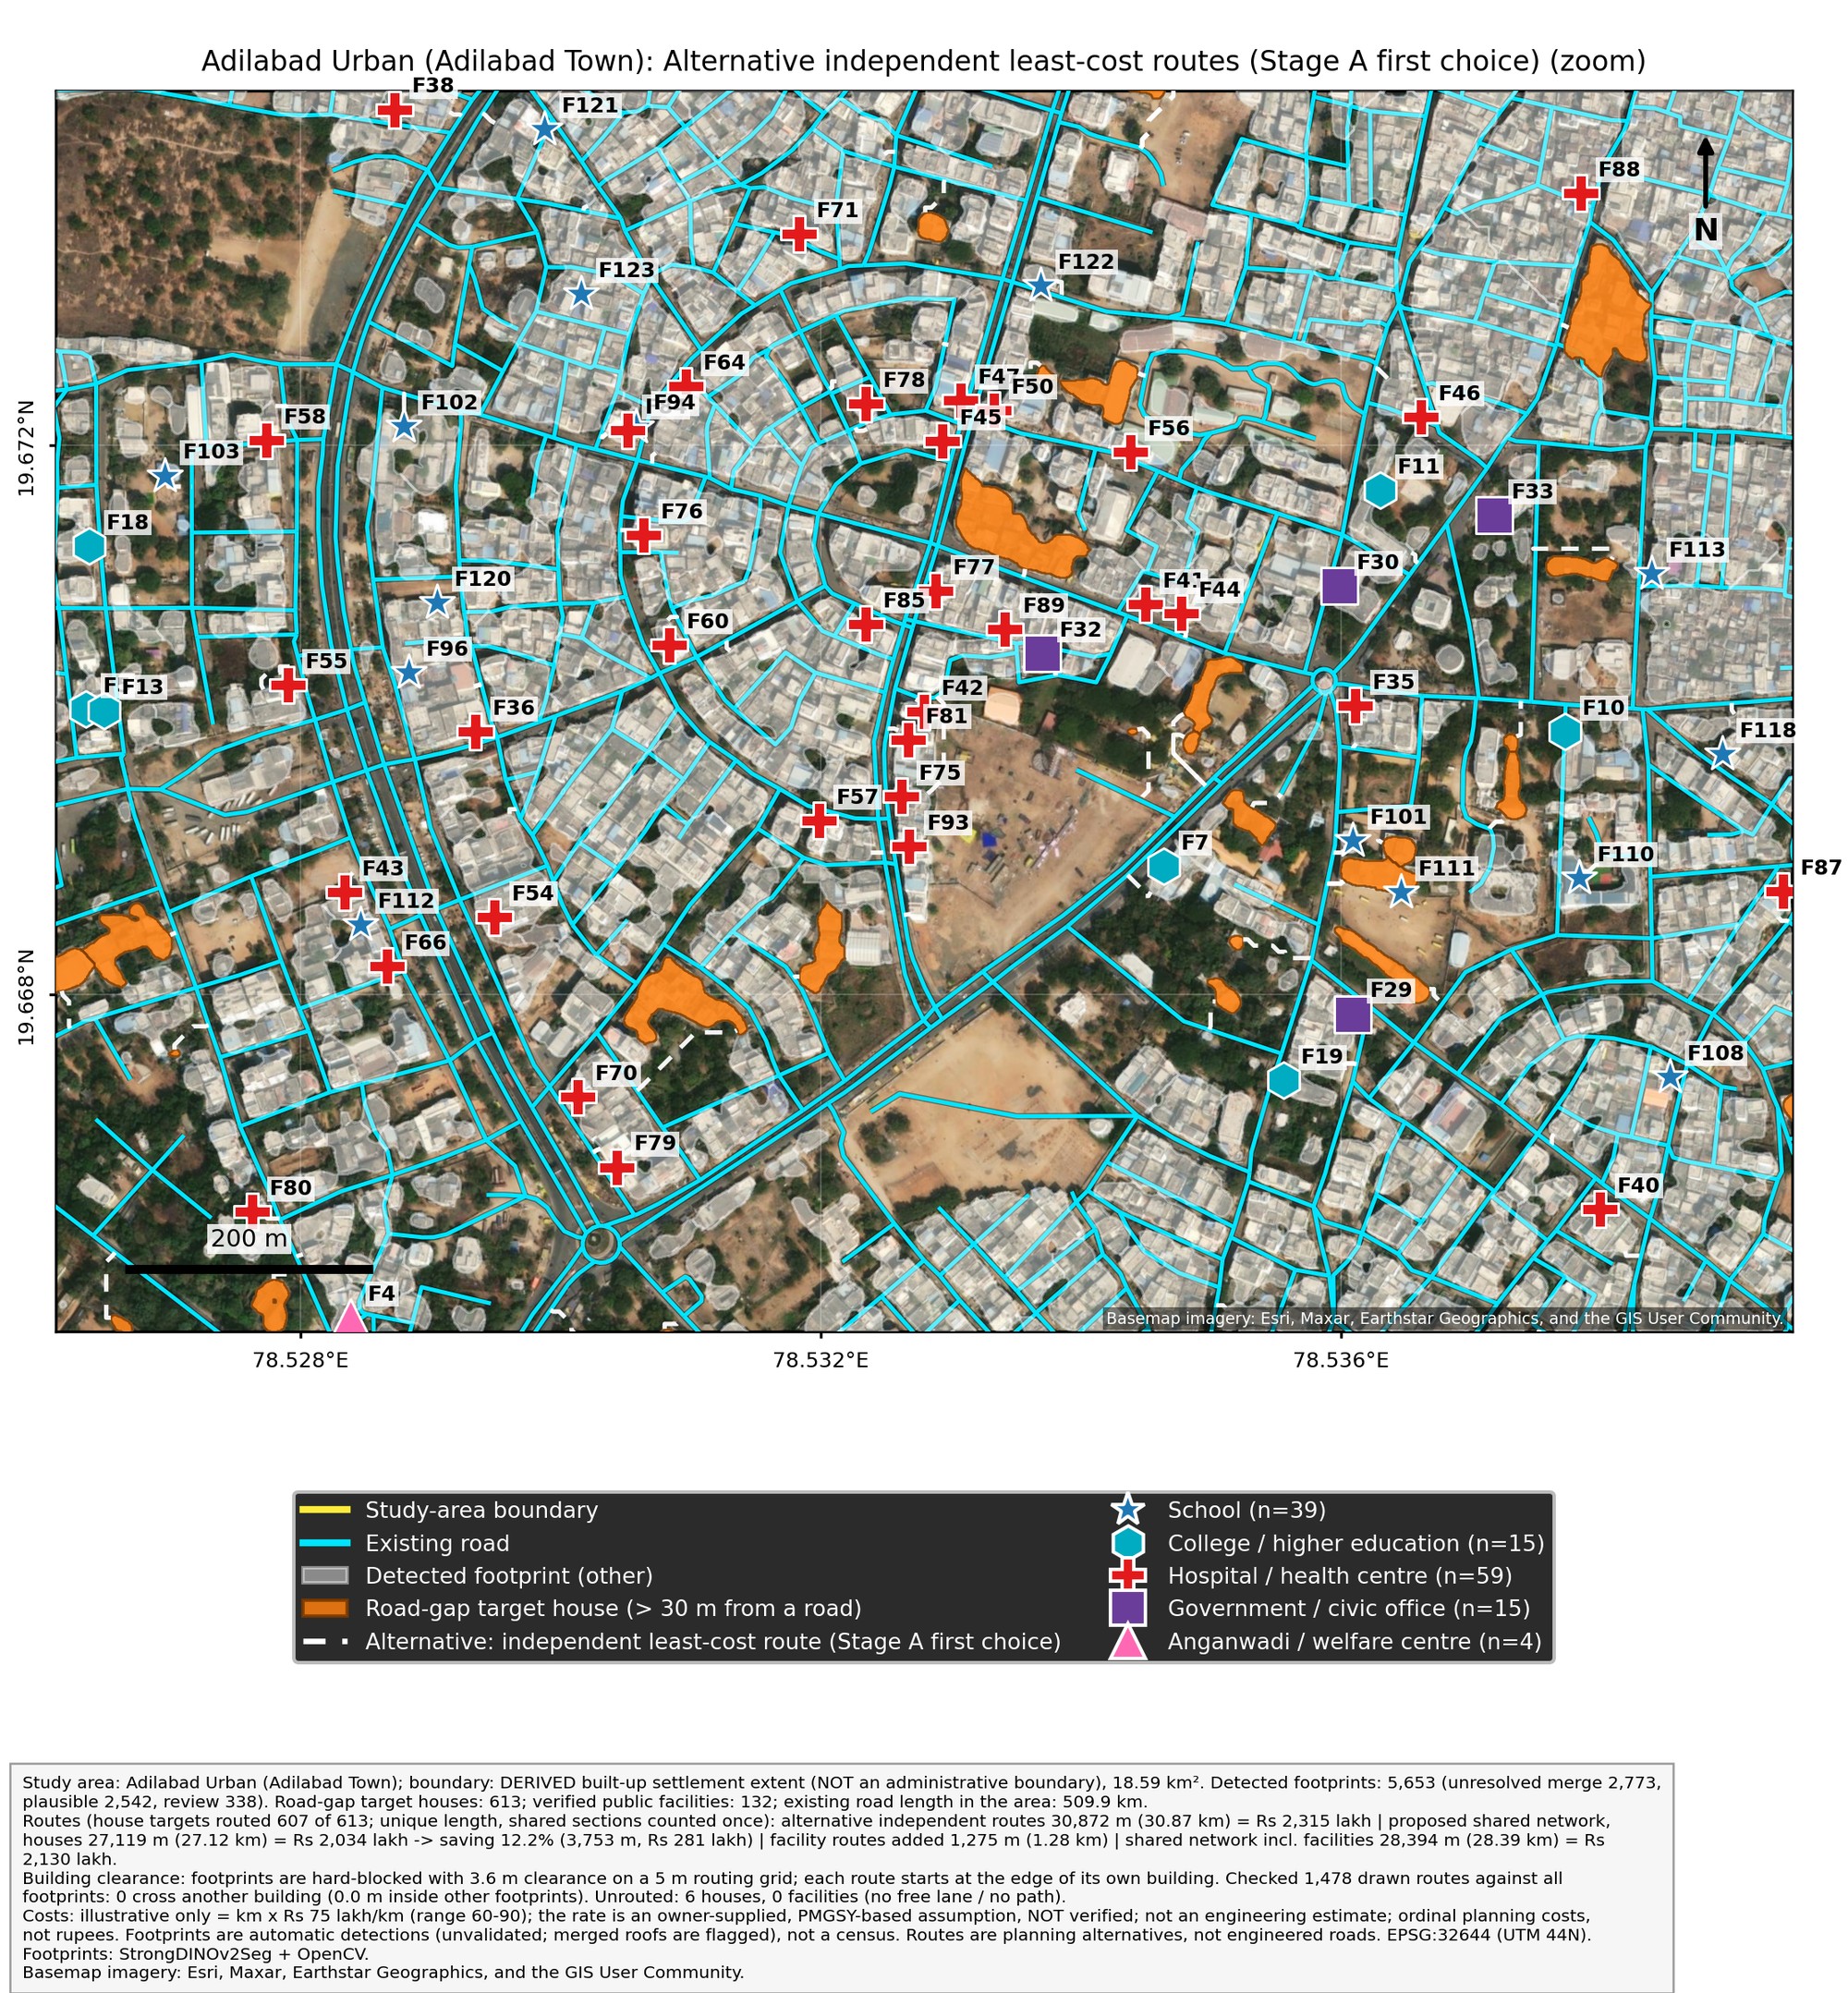 Adilabad Urban (Adilabad Town): Alternative independent least-cost routes (Stage A first choice) (zoom)
F38
F121
F88
N
F71
F123
F122
F64
F78
F47
F50
F94
F45
F46
F58
F102
F56
F103
F11
F33
F76
F18
F113
F30
F120
F77
F41
F44
F85
F89
F60
F32
F96
F55
F13
F42
F35
F36
F81
F10
F118
F75
F57
F93
F101
F7
F110
F43
F111
F87
F54
F112
F66
F29
F19
F108
F70
F79
F80
F40
200 m
F4
19.672°N
19.668°N
Basemap imagery: Esri, Maxar, Earthstar Geographics, and the GIS User Community.
78.528°E
78.532°E
78.536°E
Study-area boundary
Existing road
Detected footprint (other)
Road-gap target house (> 30 m from a road)
Alternative: independent least-cost route (Stage A first choice)
School (n=39)
College / higher education (n=15)
Hospital / health centre (n=59)
Government / civic office (n=15)
Anganwadi / welfare centre (n=4)
Study area: Adilabad Urban (Adilabad Town); boundary: DERIVED built-up settlement extent (NOT an administrative boundary), 18.59 km². Detected footprints: 5,653 (unresolved merge 2,773,
plausible 2,542, review 338). Road-gap target houses: 613; verified public facilities: 132; existing road length in the area: 509.9 km.
Routes (house targets routed 607 of 613; unique length, shared sections counted once): alternative independent routes 30,872 m (30.87 km) = Rs 2,315 lakh | proposed shared network,
houses 27,119 m (27.12 km) = Rs 2,034 lakh -> saving 12.2% (3,753 m, Rs 281 lakh) | facility routes added 1,275 m (1.28 km) | shared network incl. facilities 28,394 m (28.39 km) = Rs
2,130 lakh.
Building clearance: footprints are hard-blocked with 3.6 m clearance on a 5 m routing grid; each route starts at the edge of its own building. Checked 1,478 drawn routes against all
footprints: 0 cross another building (0.0 m inside other footprints). Unrouted: 6 houses, 0 facilities (no free lane / no path).
Costs: illustrative only = km x Rs 75 lakh/km (range 60-90); the rate is an owner-supplied, PMGSY-based assumption, NOT verified; not an engineering estimate; ordinal planning costs,
not rupees. Footprints are automatic detections (unvalidated; merged roofs are flagged), not a census. Routes are planning alternatives, not engineered roads. EPSG:32644 (UTM 44N).
Footprints: StrongDINOv2Seg + OpenCV.
Basemap imagery: Esri, Maxar, Earthstar Geographics, and the GIS User Community.